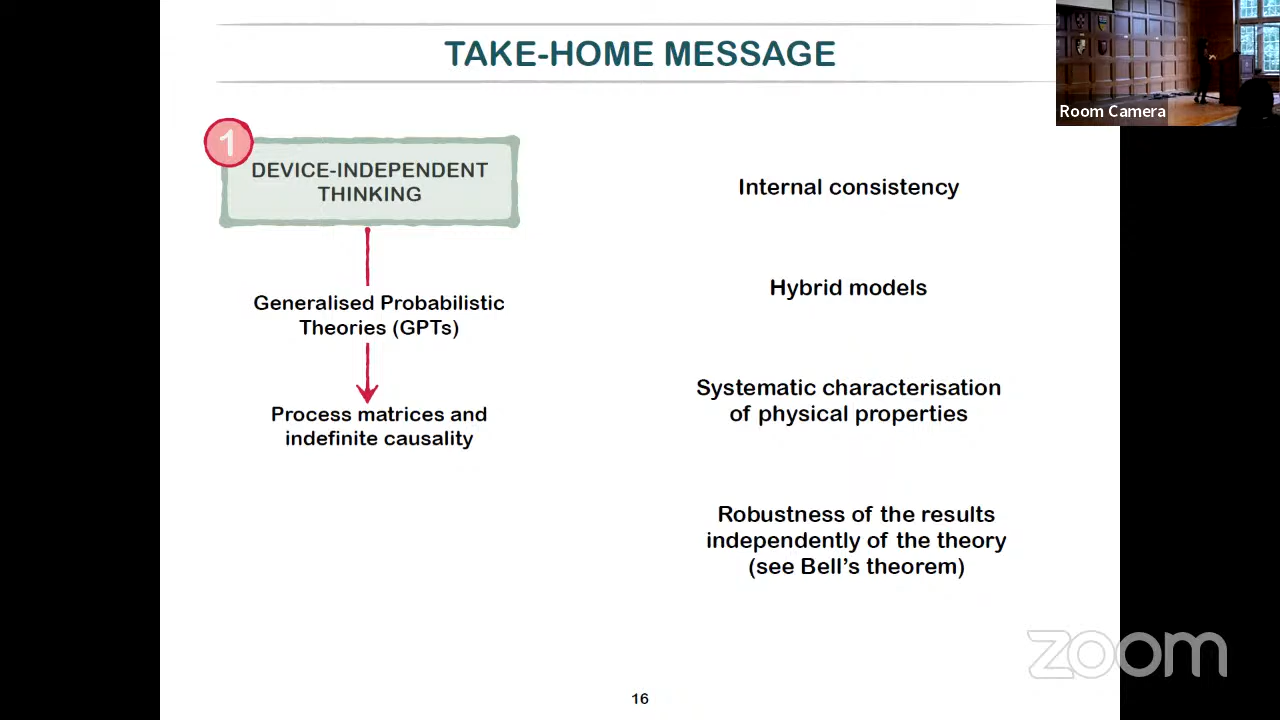 TAKE-HOME MESSAGE
Room Camera
1
DEVICE-INDEPENDENT
THINKING
Generalised Probabilistic
Theories (GPTs)
Process matrices and
indefinite causality
Internal consistency
Hybrid models
Systematic characterisation
of physical properties
Robustness of the results
independently of the theory
(see Bell's theorem)
zoom
16